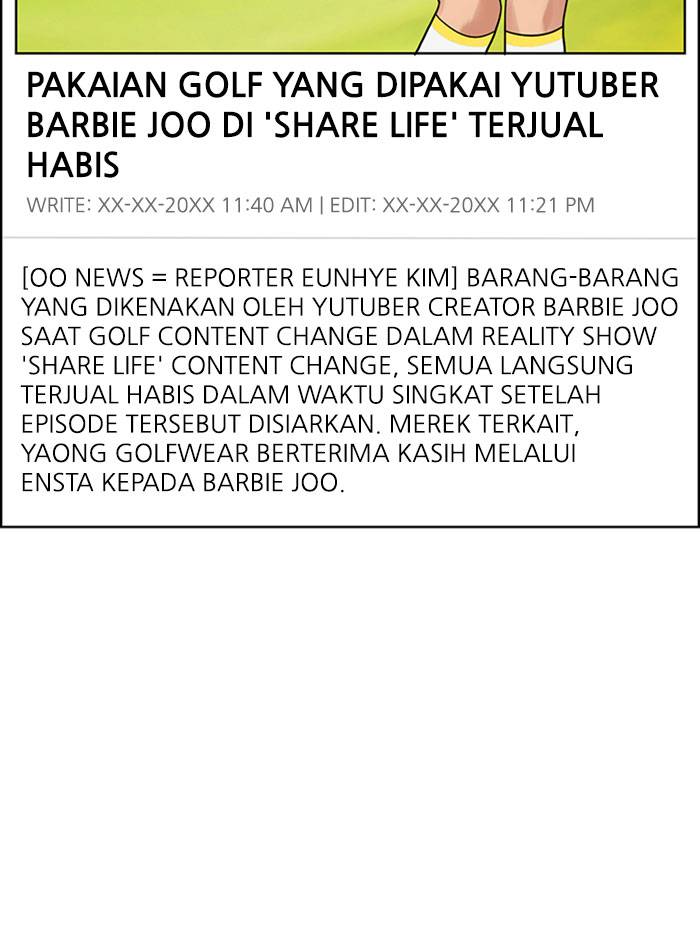 PAKAIAN GOLF YANG DIPAKAI YUTUBER
BARBIE JOO DI 'SHARE LIFE' TERJUAL
HABIS
WRITE: XX-XX-20XX 11:40 AM | EDIT: XX-XX-20XX 11:21 PM
[OO NEWS = REPORTER EUNHYE KIM] BARANG-BARANG
YANG DIKENAKAN OLEH YUTUBER CREATOR BARBIE JOO
SAAT GOLF CONTENT CHANGE DALAM REALITY SHOW
'SHARE LIFE' CONTENT CHANGE, SEMUA LANGSUNG
TERJUAL HABIS DALAM WAKTU SINGKAT SETELAH
EPISODE TERSEBUT DISIARKAN. MEREK TERKAIT,
YAONG GOLFWEAR BERTERIMA KASIH MELALUI
ENSTA KEPADA BARBIE JOO.